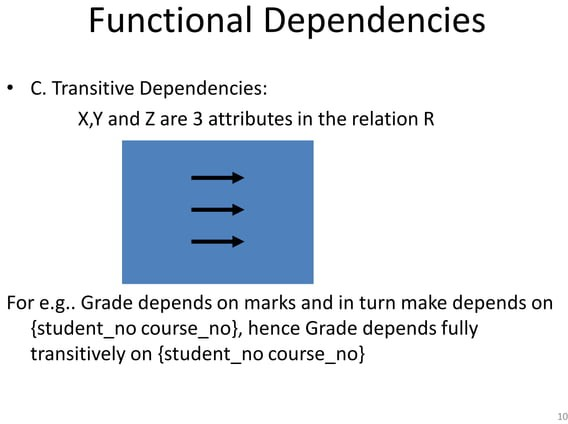 Functional Dependencies
• C. Transitive Dependencies:
X,Y and Z are 3 attributes in the relation R
For e.g.. Grade depends on marks and in turn make depends on
{student_no course_no}, hence Grade depends fully
transitively on {student_no course_no}
10